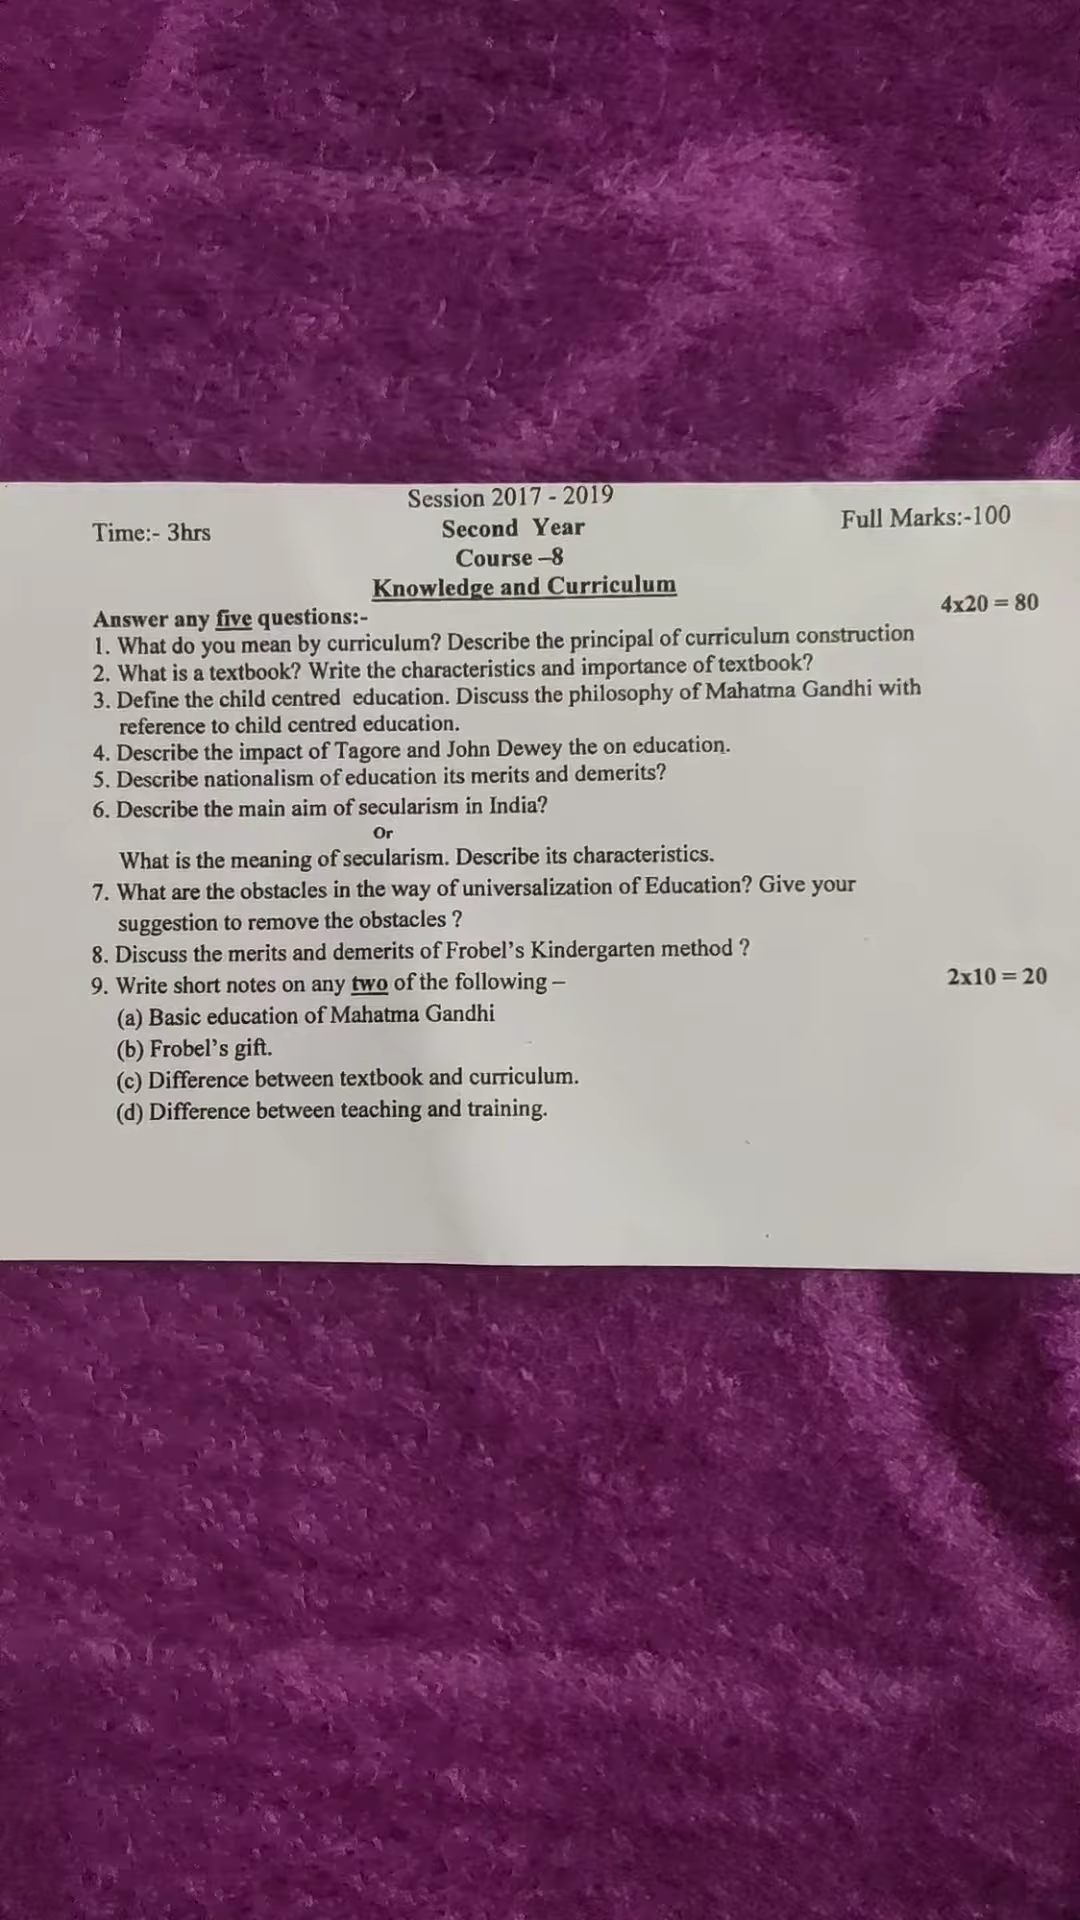 Session 2017 - 2019
Time:- 3hrs Second Year Full Marks:-100
Course –8
Knowledge and Curriculum
Answer any five questions:- 4x20 = 80
1. What do you mean by curriculum? Describe the principal of curriculum construction
2. What is a textbook? Write the characteristics and importance of textbook?
3. Define the child centred education. Discuss the philosophy of Mahatma Gandhi with
reference to child centred education.
4. Describe the impact of Tagore and John Dewey the on education.
5. Describe nationalism of education its merits and demerits?
6. Describe the main aim of secularism in India?
Or
What is the meaning of secularism. Describe its characteristics.
7. What are the obstacles in the way of universalization of Education? Give your
suggestion to remove the obstacles ?
8. Discuss the merits and demerits of Frobel's Kindergarten method ?
9. Write short notes on any two of the following – 2x10 = 20
(a) Basic education of Mahatma Gandhi
(b) Frobel's gift.
(c) Difference between textbook and curriculum.
(d) Difference between teaching and training.